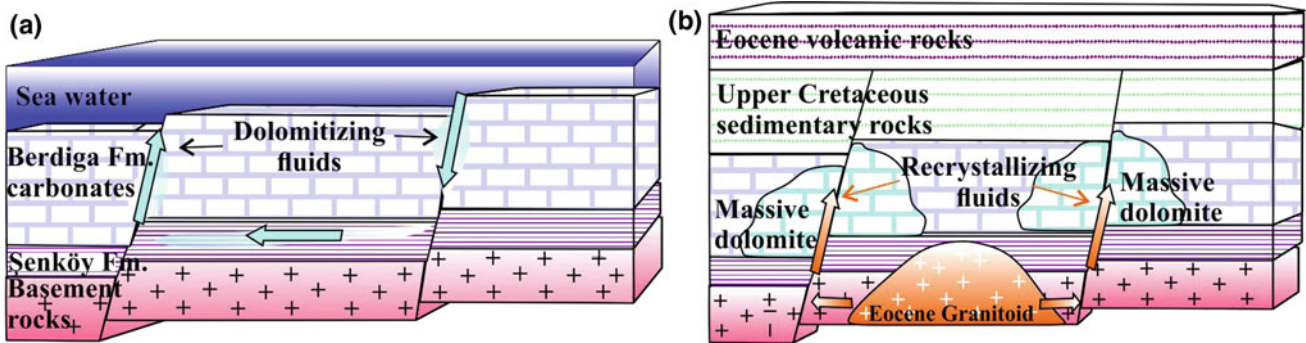 (a)
Sea water
Dolomitizing
fluids
Berdiga Fm.
carbonates
Şenköy Fm.
Basement
rocks
(b)
Eocene volcanic rocks
Upper Cretaceous
sedimentary rocks
Recrystallizing
fluids
Massive
dolomite
Massive
dolomite
Eocene Granitoid